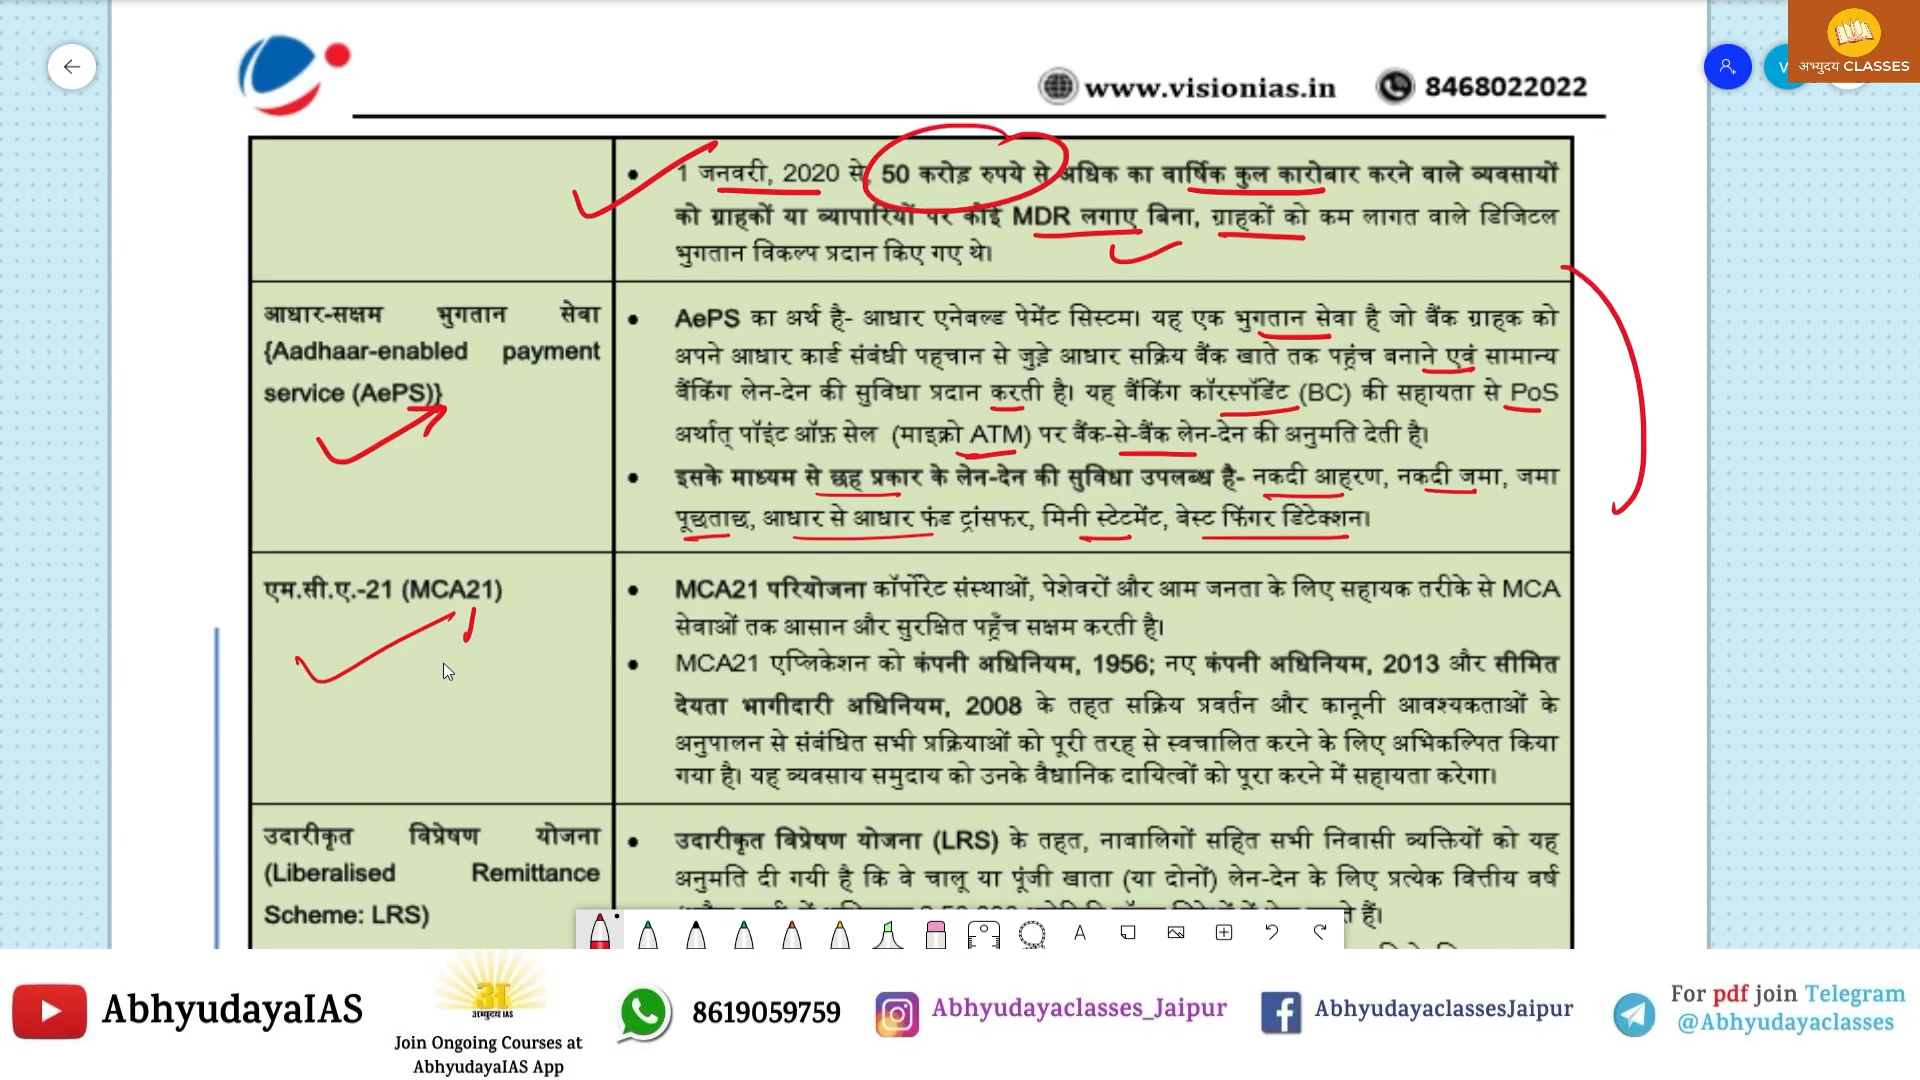 अभ्युदय CLASSES
www.visionias.in 8468022022
1 जनवरी, 2020 से, 50 करोड़ रुपये से अधिक का वार्षिक कुल कारोबार करने वाले व्यवसायों
को ग्राहकों या व्यापारियों पर कोई MDR लगाए बिना, ग्राहकों को कम लागत वाले डिजिटल
भुगतान विकल्प प्रदान किए गए थे।
आधार-सक्षम भुगतान सेवा
{Aadhaar-enabled payment
service (AePS)}
AePS का अर्थ है- आधार एनेबल्ड पेमेंट सिस्टम। यह एक भुगतान सेवा है जो बैंक ग्राहक को
अपने आधार कार्ड संबंधी पहचान से जुड़े आधार सक्रिय बैंक खाते तक पहुंच बनाने एवं सामान्य
बैंकिंग लेन-देन की सुविधा प्रदान करती है। यह बैंकिंग कॉरस्पॉडेंट (BC) की सहायता से PoS
अर्थात् पॉइंट ऑफ़ सेल (माइक्रो ATM) पर बैंक-से-बैंक लेन-देन की अनुमति देती है।
इसके माध्यम से छह प्रकार के लेन-देन की सुविधा उपलब्ध है- नकदी आहरण, नकदी जमा, जमा
पूछताछ, आधार से आधार फंड ट्रांसफर, मिनी स्टेटमेंट, बेस्ट फिंगर डिटेक्शन।
एम.सी.ए.-21 (MCA21)
MCA21 परियोजना कॉर्पोरेट संस्थाओं, पेशेवरों और आम जनता के लिए सहायक तरीके से MCA
सेवाओं तक आसान और सुरक्षित पहुँच सक्षम करती है।
MCA21 एप्लिकेशन को कंपनी अधिनियम, 1956; नए कंपनी अधिनियम, 2013 और सीमित
देयता भागीदारी अधिनियम, 2008 के तहत सक्रिय प्रवर्तन और कानूनी आवश्यकताओं के
अनुपालन से संबंधित सभी प्रक्रियाओं को पूरी तरह से स्वचालित करने के लिए अभिकल्पित किया
गया है। यह व्यवसाय समुदाय को उनके वैधानिक दायित्वों को पूरा करने में सहायता करेगा।
उदारीकृत विप्रेषण योजना
(Liberalised Remittance
Scheme: LRS)
उदारीकृत विप्रेषण योजना (LRS) के तहत, नाबालिगों सहित सभी निवासी व्यक्तियों को यह
अनुमति दी गयी है कि वे चालू या पूंजी खाता (या दोनों) लेन-देन के लिए प्रत्येक वित्तीय वर्ष
हैं।
AbhyudayaIAS
अभ्युदय IAS
Join Ongoing Courses at
AbhyudayaIAS App
8619059759
Abhyudayaclasses_Jaipur
AbhyudayaclassesJaipur
For pdf join Telegram
@Abhyudayaclasses